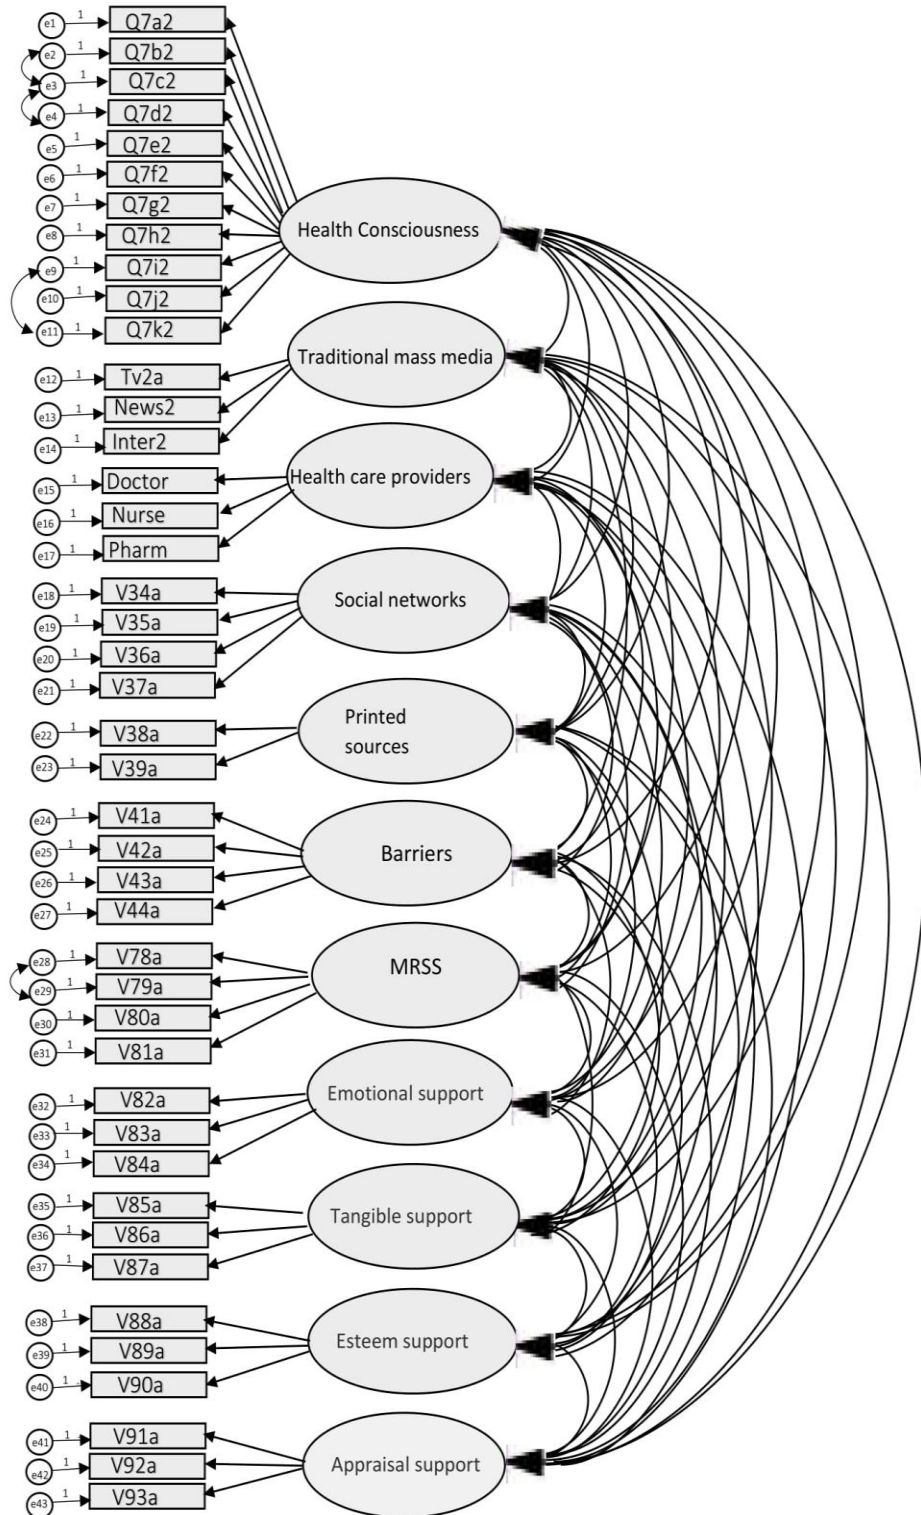 e1 1 Q7a2
e2 1 Q7b2
e3 1 Q7c2
e4 1 Q7d2
e5 1 Q7e2
e6 1 Q7f2
e7 1 Q7g2
e8 1 Q7h2
e9 1 Q7i2
e10 1 Q7j2
e11 1 Q7k2
Health Consciousness
e12 1 Tv2a
e13 1 News2
e14 1 Inter2
Traditional mass media
e15 1 Doctor
e16 1 Nurse
e17 1 Pharm
Health care providers
e18 1 V34a
e19 1 V35a
e20 1 V36a
e21 1 V37a
Social networks
e22 1 V38a
e23 1 V39a
Printed
sources
e24 1 V41a
e25 1 V42a
e26 1 V43a
e27 1 V44a
Barriers
e28 1 V78a
e29 1 V79a
e30 1 V80a
e31 1 V81a
MRSS
e32 1 V82a
e33 1 V83a
e34 1 V84a
Emotional support
e35 1 V85a
e36 1 V86a
e37 1 V87a
Tangible support
e38 1 V88a
e39 1 V89a
e40 1 V90a
Esteem support
e41 1 V91a
e42 1 V92a
e43 1 V93a
Appraisal support